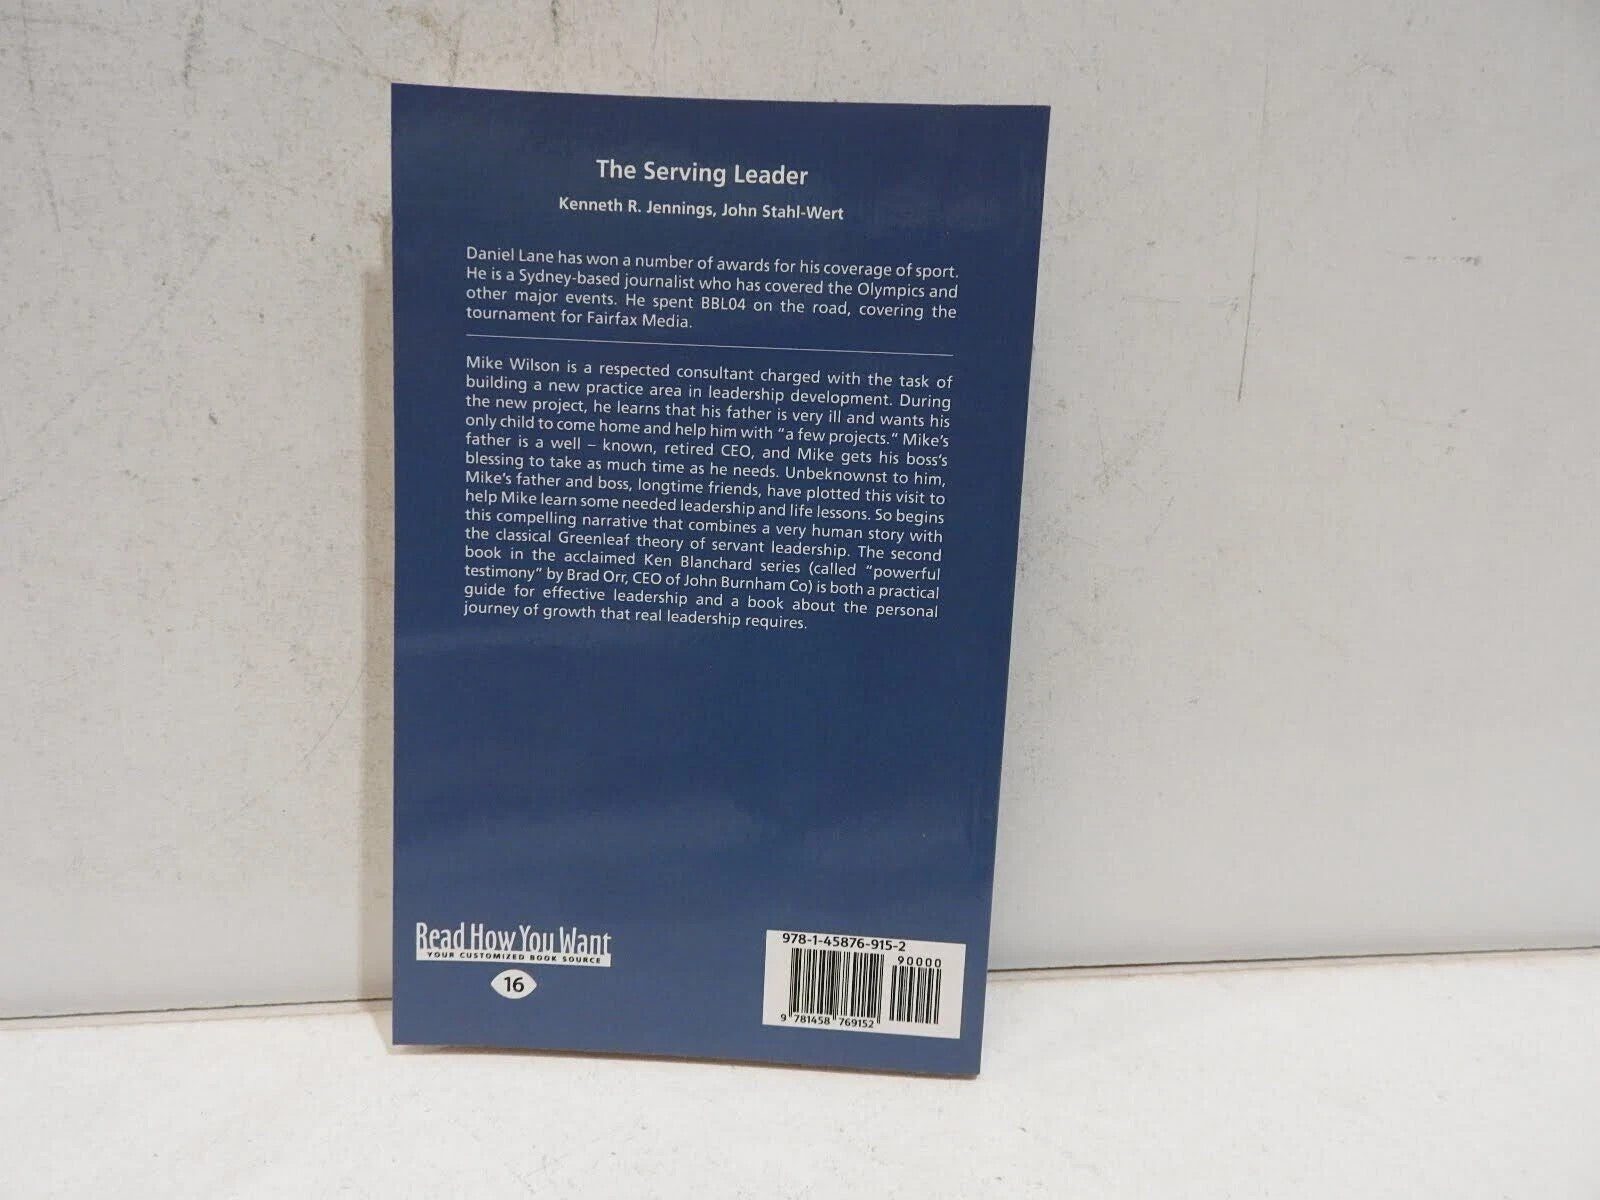 The Serving Leader
Kenneth R. Jennings, John Stahl-Wert
Daniel Lane has won a number of awards for his coverage of sport.
He is a Sydney-based journalist who has covered the Olympics and
other major events. He spent BBL04 on the road, covering the
tournament for Fairfax Media.
Mike Wilson is a respected consultant charged with the task of
building a new practice area in leadership development. During
the new project, he learns that his father is very ill and wants his
only child to come home and help him with “a few projects.” Mike’s
father is a well – known, retired CEO, and Mike gets his boss’s
blessing to take as much time as he needs. Unbeknownst to him,
Mike’s father and boss, longtime friends, have plotted this visit to
help Mike learn some needed leadership and life lessons. So begins
this compelling narrative that combines a very human story with
the classical Greenleaf theory of servant leadership. The second
book in the acclaimed Ken Blanchard series (called “powerful
testimony” by Brad Orr, CEO of John Burnham Co) is both a practical
guide for effective leadership and a book about the personal
journey of growth that real leadership requires.
Read How You Want
YOUR CUSTOMIZED BOOK SOURCE
16
978-1-45876-915-2
90000
9 781458 769152